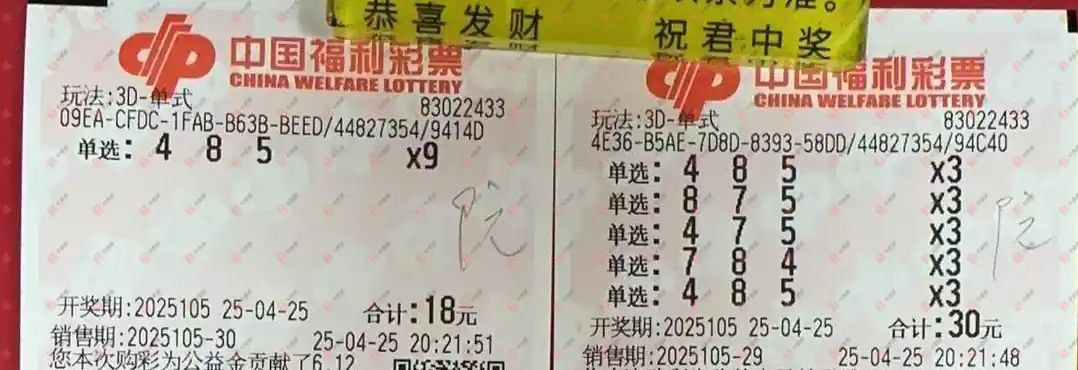 恭喜发财
祝君中奖
中国福利彩票
CHINA WELFARE LOTTERY
玩法:3D-单式
83022433
09EA-CFDC-1FAB-B63B-BEED/44827354/9414D
单选: 4 8 5 x9
院
开奖期:2025105 25-04-25 合计:18元
销售期:2025105-30 25-04-25 20:21:51
您本次购彩为公益金贡献了6.12
中国福利彩票
CHINA WELFARE LOTTERY
玩法:3D-单式
83022433
4E36-B5AE-7D8D-8393-58DD/44827354/94C40
单选: 4 8 5 x3
单选: 8 7 5 x3
单选: 4 7 5 x3
单选: 7 8 4 x3
单选: 4 8 5 x3
院
开奖期:2025105 25-04-25 合计:30元
销售期:2025105-29 25-04-25 20:21:48